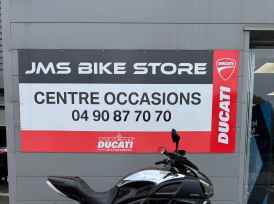 JMS BIKE STORE
DUCATI
CENTRE OCCASIONS
04 90 87 70 70
DUCATI
DUCATI